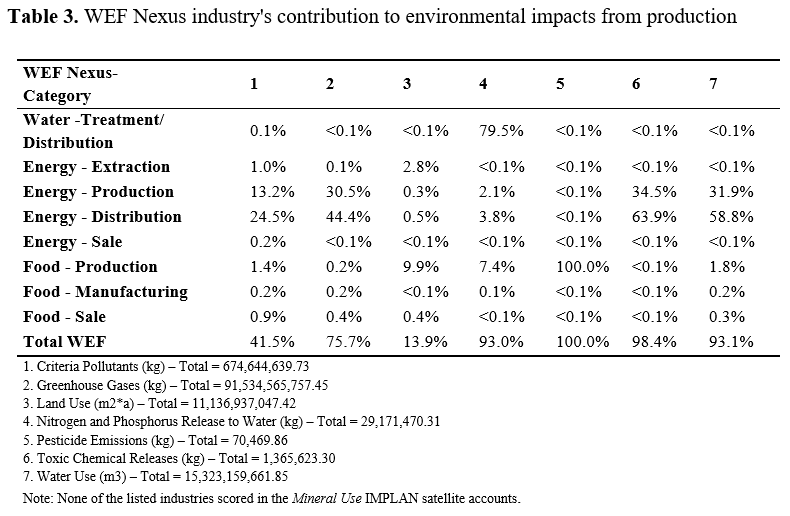 Table 3. WEF Nexus industry's contribution to environmental impacts from production
WEF Nexus-
Category 1 2 3 4 5 6 7
Water -Treatment/
Distribution 0.1% <0.1% <0.1% 79.5% <0.1% <0.1% <0.1%
Energy - Extraction 1.0% 0.1% 2.8% <0.1% <0.1% <0.1% <0.1%
Energy - Production 13.2% 30.5% 0.3% 2.1% <0.1% 34.5% 31.9%
Energy - Distribution 24.5% 44.4% 0.5% 3.8% <0.1% 63.9% 58.8%
Energy - Sale 0.2% <0.1% <0.1% <0.1% <0.1% <0.1% <0.1%
Food - Production 1.4% 0.2% 9.9% 7.4% 100.0% <0.1% 1.8%
Food - Manufacturing 0.2% 0.2% <0.1% 0.1% <0.1% <0.1% 0.2%
Food - Sale 0.9% 0.4% 0.4% <0.1% <0.1% <0.1% 0.3%
Total WEF 41.5% 75.7% 13.9% 93.0% 100.0% 98.4% 93.1%
1. Criteria Pollutants (kg) – Total = 674,644,639.73
2. Greenhouse Gases (kg) – Total = 91,534,565,757.45
3. Land Use (m2*a) – Total = 11,136,937,047.42
4. Nitrogen and Phosphorus Release to Water (kg) – Total = 29,171,470.31
5. Pesticide Emissions (kg) – Total = 70,469.86
6. Toxic Chemical Releases (kg) – Total = 1,365,623.30
7. Water Use (m3) – Total = 15,323,159,661.85
Note: None of the listed industries scored in the Mineral Use IMPLAN satellite accounts.